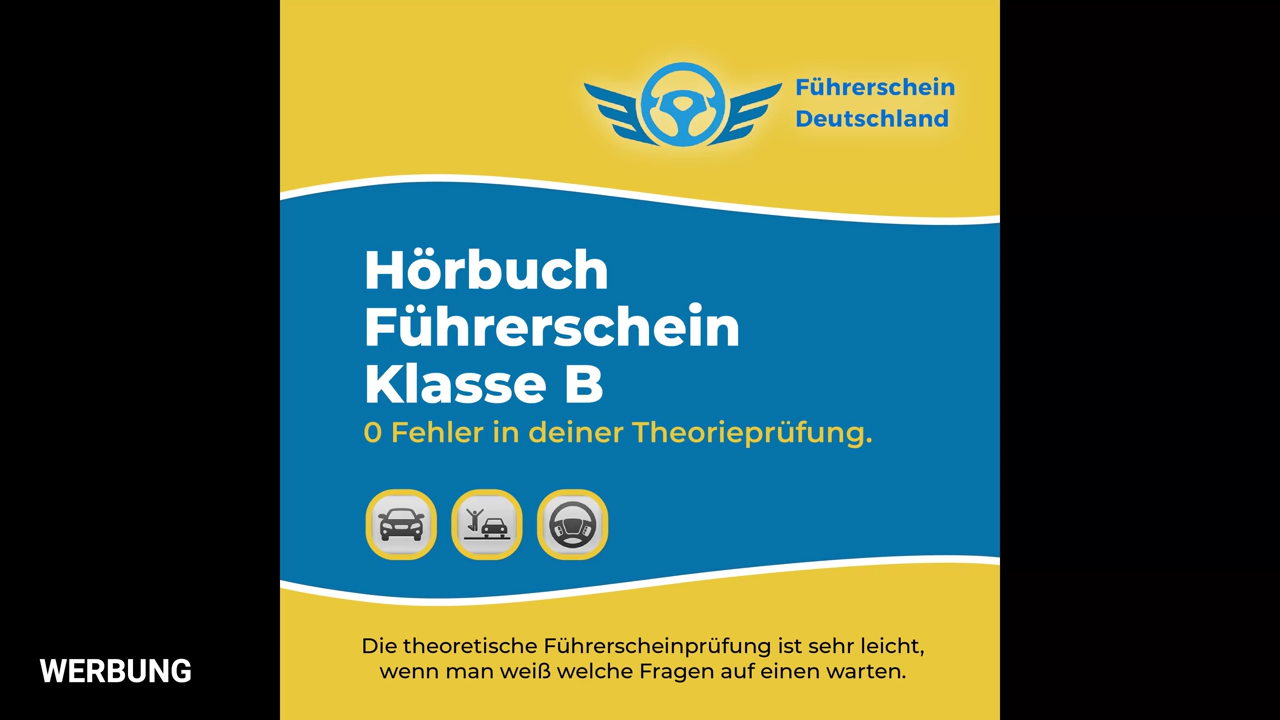 Führerschein
Deutschland
Hörbuch
Führerschein
Klasse B
0 Fehler in deiner Theorieprüfung.
Die theoretische Führerscheinprüfung ist sehr leicht,
wenn man weiß welche Fragen auf einen warten.
WERBUNG